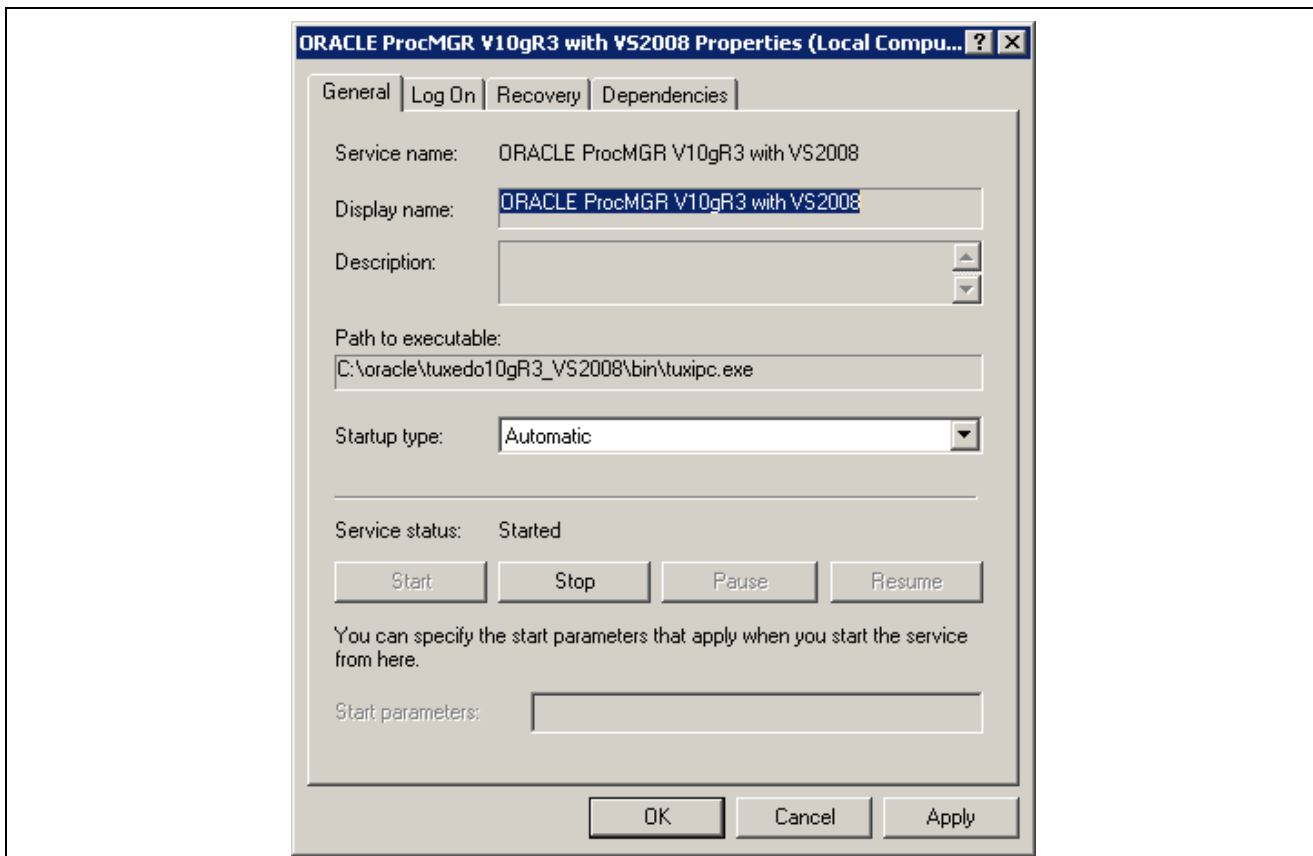 ORACLE ProcMGR V10gR3 with VS2008 Properties (Local Compu... ? X
General Log On Recovery Dependencies
Service name: ORACLE ProcMGR V10gR3 with VS2008
Display name: ORACLE ProcMGR V10gR3 with VS2008
Description:
Path to executable:
C:\oracle\tuxedo10gR3_VS2008\bin\tuxipc.exe
Startup type: Automatic
Service status: Started
Start Stop Pause Resume
You can specify the start parameters that apply when you start the service
from here.
Start parameters:
OK Cancel Apply